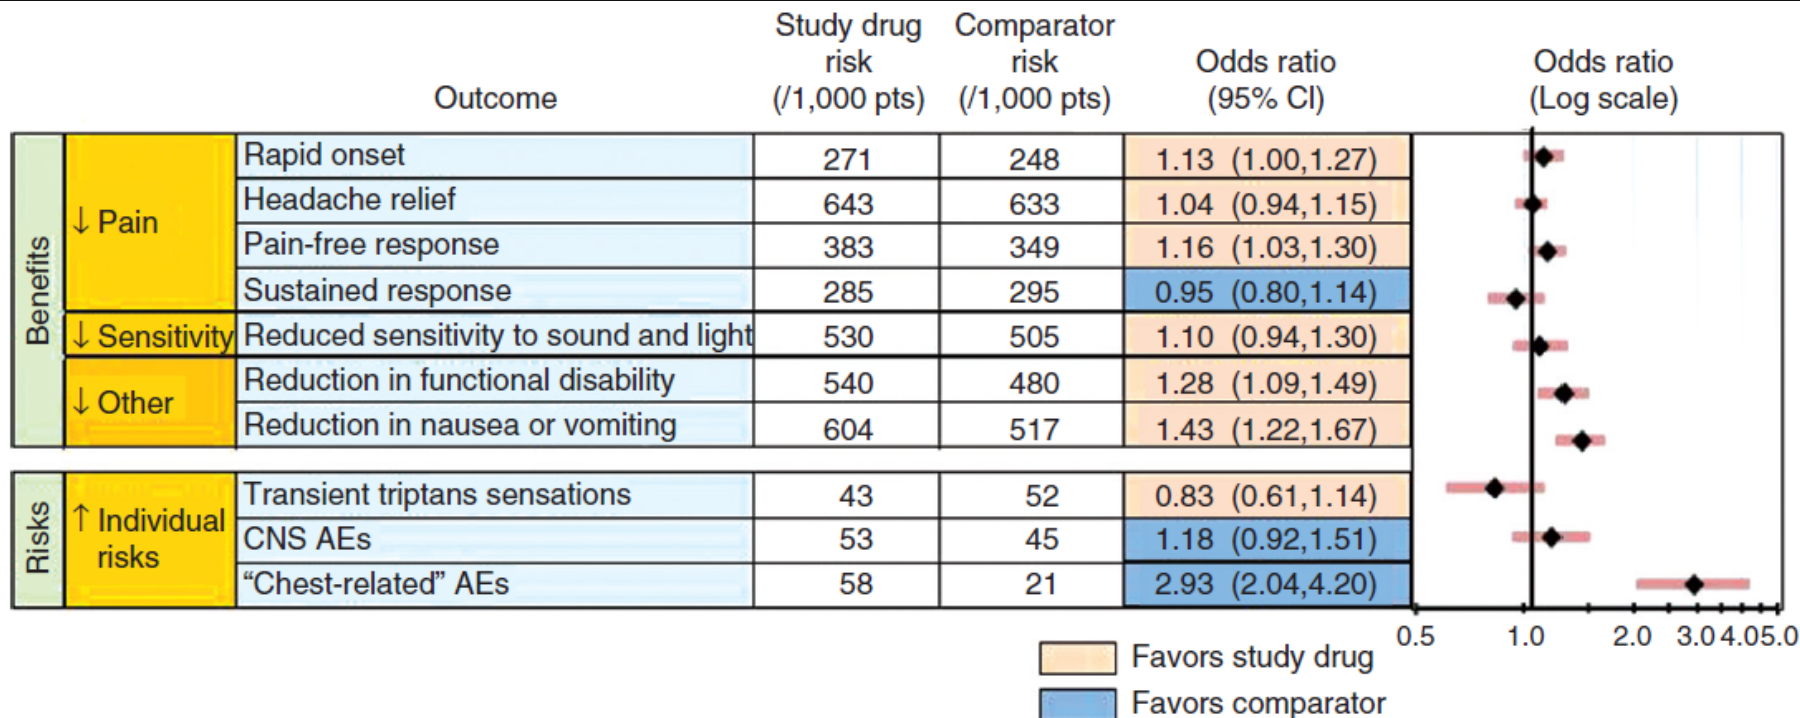 Outcome
Study drug
risk
(/1,000 pts)
Comparator
risk
(/1,000 pts)
Odds ratio
(95% CI)
Odds ratio
(Log scale)
Benefits
↓ Pain
Rapid onset 271 248 1.13 (1.00,1.27)
Headache relief 643 633 1.04 (0.94,1.15)
Pain-free response 383 349 1.16 (1.03,1.30)
Sustained response 285 295 0.95 (0.80,1.14)
↓ Sensitivity Reduced sensitivity to sound and light 530 505 1.10 (0.94,1.30)
↓ Other
Reduction in functional disability 540 480 1.28 (1.09,1.49)
Reduction in nausea or vomiting 604 517 1.43 (1.22,1.67)
Risks
↑ Individual
risks
Transient triptans sensations 43 52 0.83 (0.61,1.14)
CNS AEs 53 45 1.18 (0.92,1.51)
“Chest-related” AEs 58 21 2.93 (2.04,4.20)
0.5 1.0 2.0 3.0 4.0 5.0
Favors study drug
Favors comparator